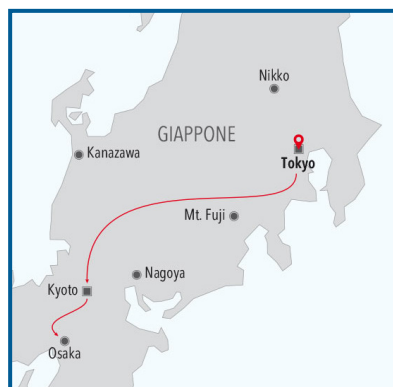 Nikko
GIAPPONE
Kanazawa
Tokyo
Mt. Fuji
Nagoya
Kyoto
Osaka